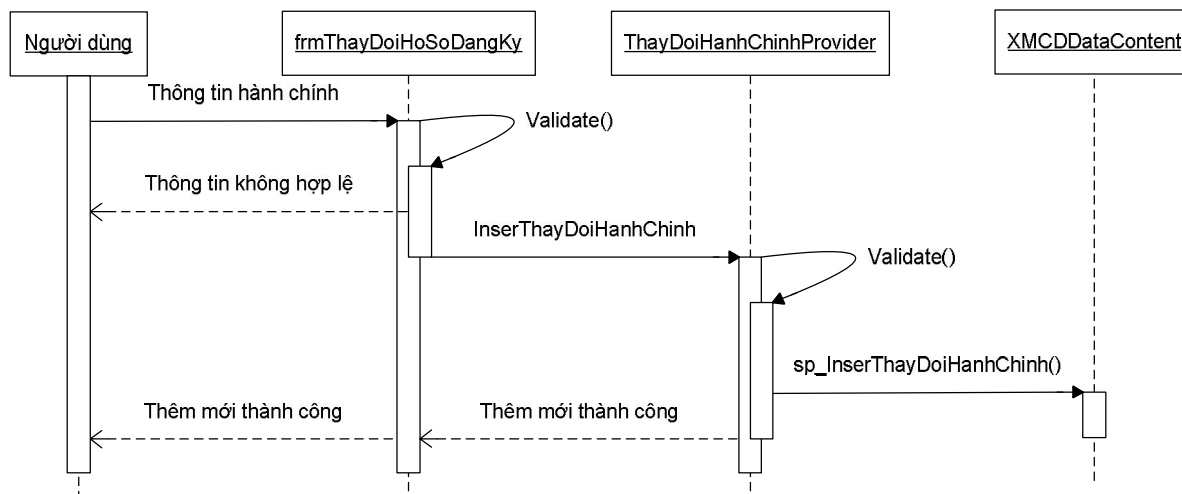 Người dùng
frmThayDoiHoSoDangKy
ThayDoiHanhChinhProvider
XMCDDataContent
Thông tin hành chính
Validate()
Thông tin không hợp lệ
InserThayDoiHanhChinh
Validate()
sp_InserThayDoiHanhChinh()
Thêm mới thành công
Thêm mới thành công